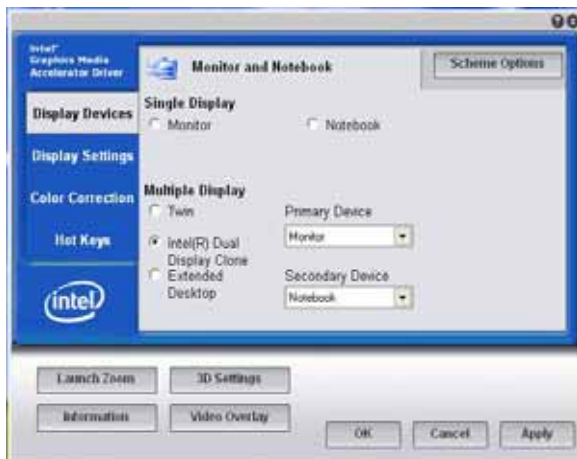 intel®
Graphics Media
Accelerator Driver
Monitor and Notebook
Scheme Options
Display Devices
Display Settings
Color Correction
Hot Keys
intel
Single Display
Monitor
Notebook
Multiple Display
Twin
Intel(R) Dual
Display Clone
Extended
Desktop
Primary Device
Monitor
Secondary Device
Notebook
Launch Zoom
3D Settings
Information
Video Overlay
OK
Cancel
Apply